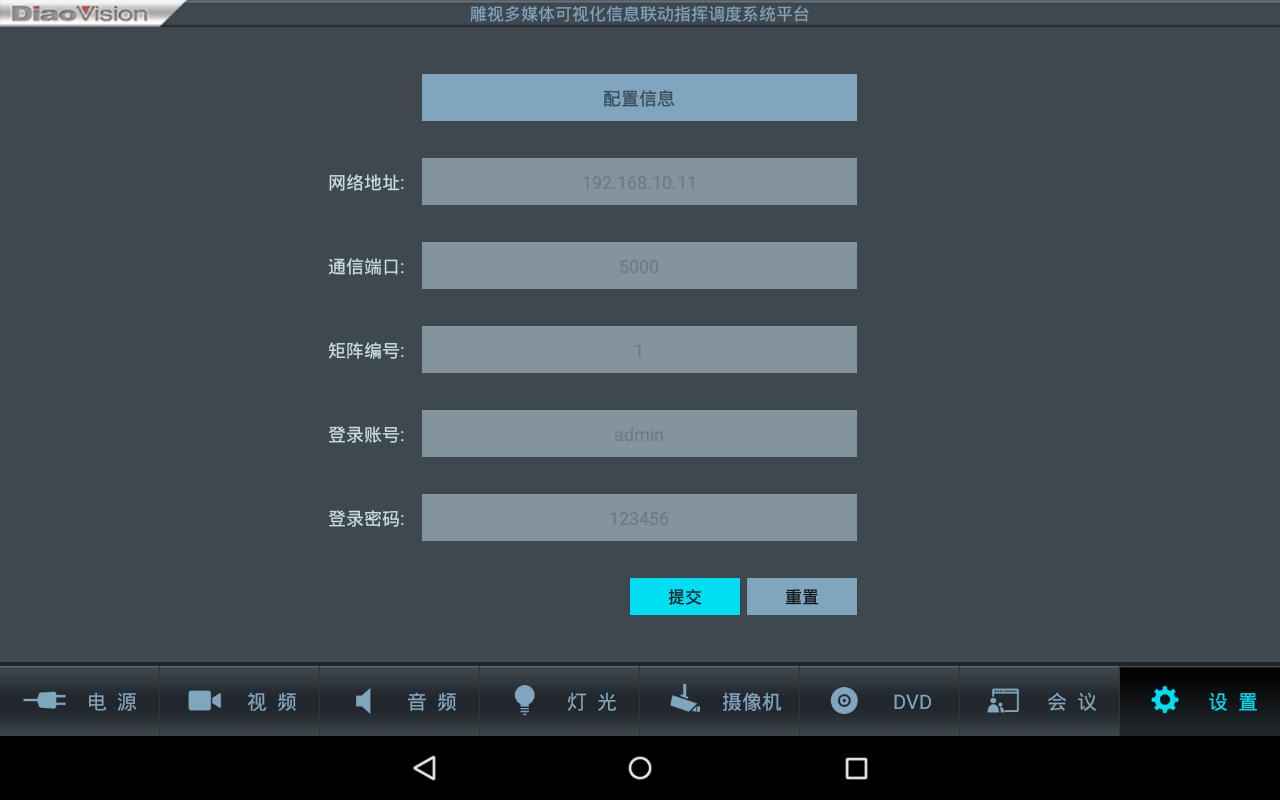 DiaoVision
雕视多媒体可视化信息联动指挥调度系统平台
配置信息
网络地址: 192.168.10.11
通信端口: 5000
矩阵编号: 1
登录账号: admin
登录密码: 123456
提交 重置
电 源 视 频 音 频 灯 光 摄像机 DVD 会 议 设 置